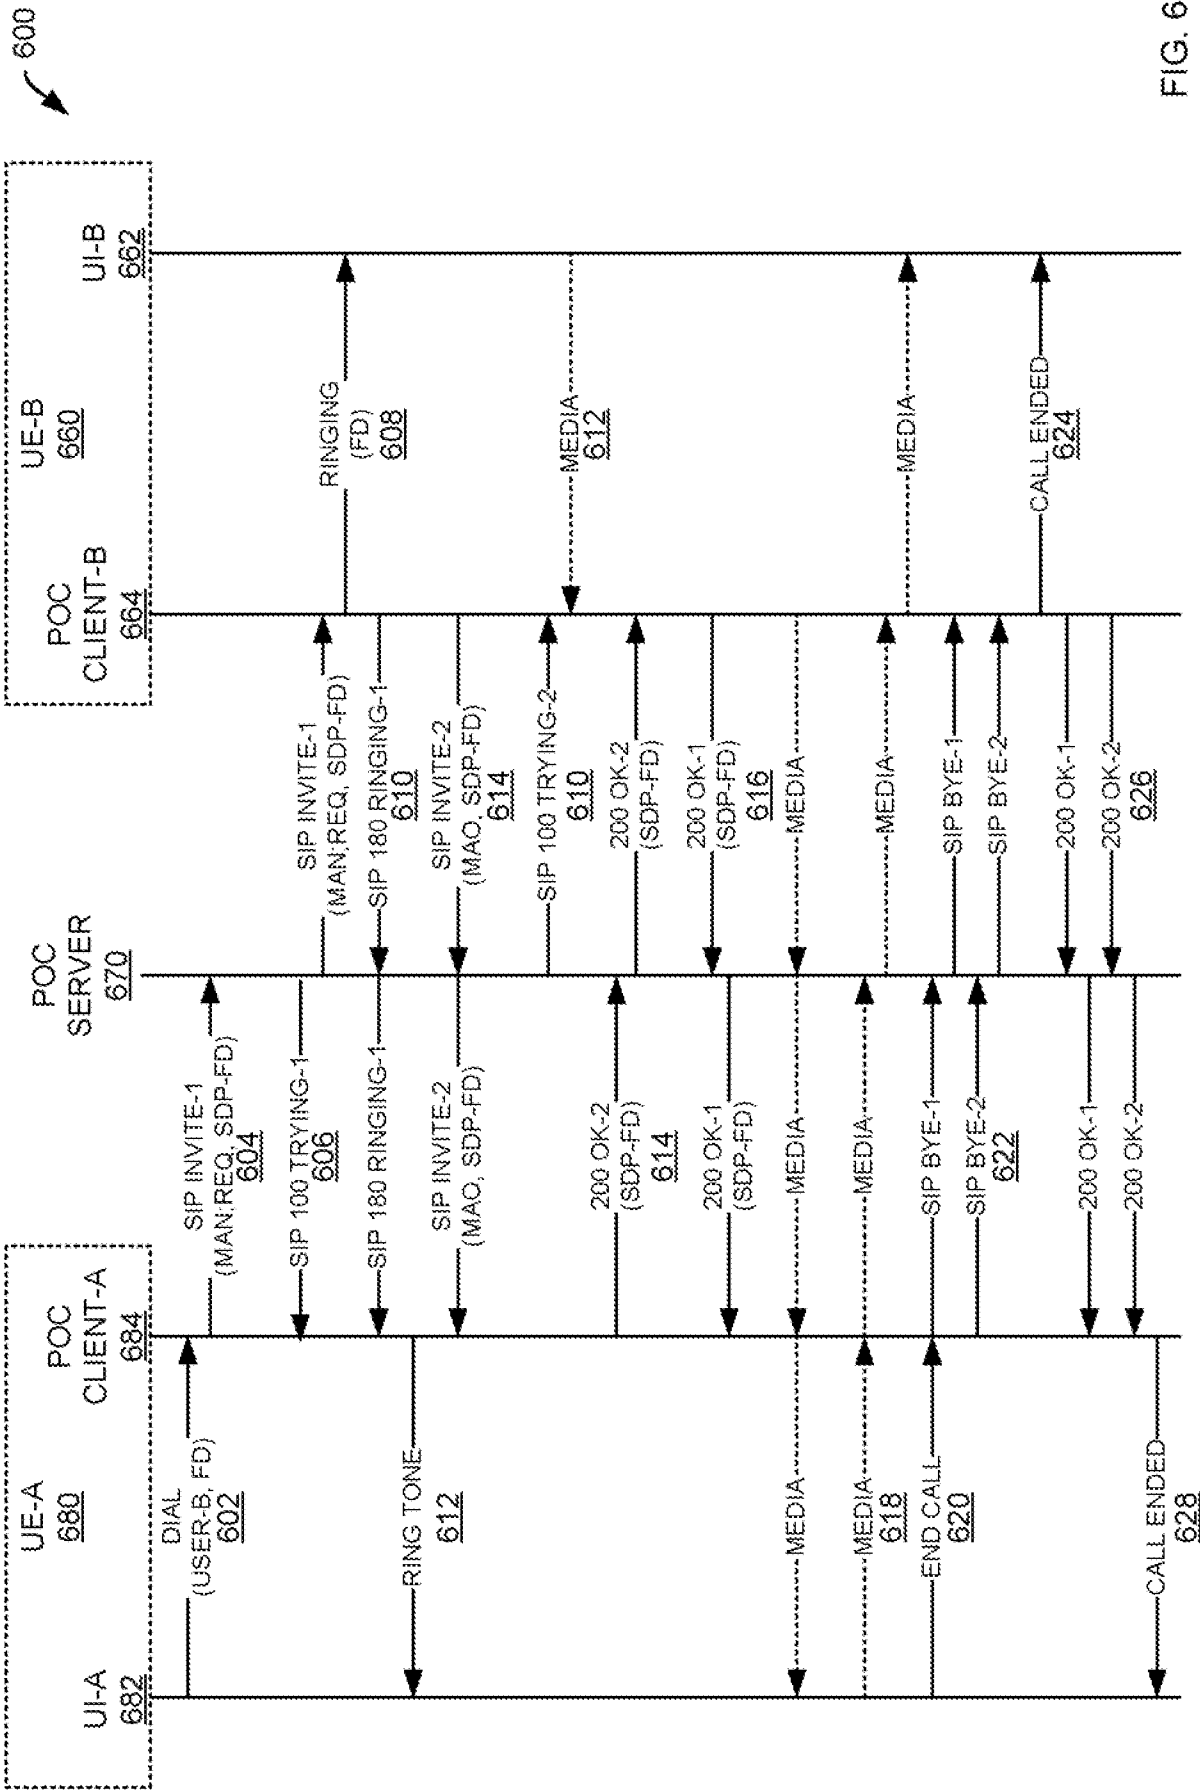 600
UE-A
680
UE-B
660
UI-A
682
POC
CLIENT-A
684
POC
SERVER
670
POC
CLIENT-B
664
UI-B
662
DIAL
(USER-B, FD)
602
SIP INVITE-1
(MAN;REQ, SDP-FD)
604
SIP 100 TRYING-1
606
SIP INVITE-1
(MAN;REQ, SDP-FD)
RINGING
(FD)
608
SIP 180 RINGING-1
SIP 180 RINGING-1
610
RING TONE
612
SIP INVITE-2
(MAO, SDP-FD)
SIP INVITE-2
(MAO, SDP-FD)
614
SIP 100 TRYING-2
610
MEDIA
612
200 OK-2
(SDP-FD)
614
200 OK-2
(SDP-FD)
200 OK-1
(SDP-FD)
200 OK-1
(SDP-FD)
616
MEDIA
MEDIA
MEDIA
MEDIA
618
MEDIA
MEDIA
MEDIA
END CALL
620
SIP BYE-1
SIP BYE-1
SIP BYE-2
622
SIP BYE-2
CALL ENDED
624
200 OK-1
200 OK-1
200 OK-2
200 OK-2
626
CALL ENDED
628
FIG. 6